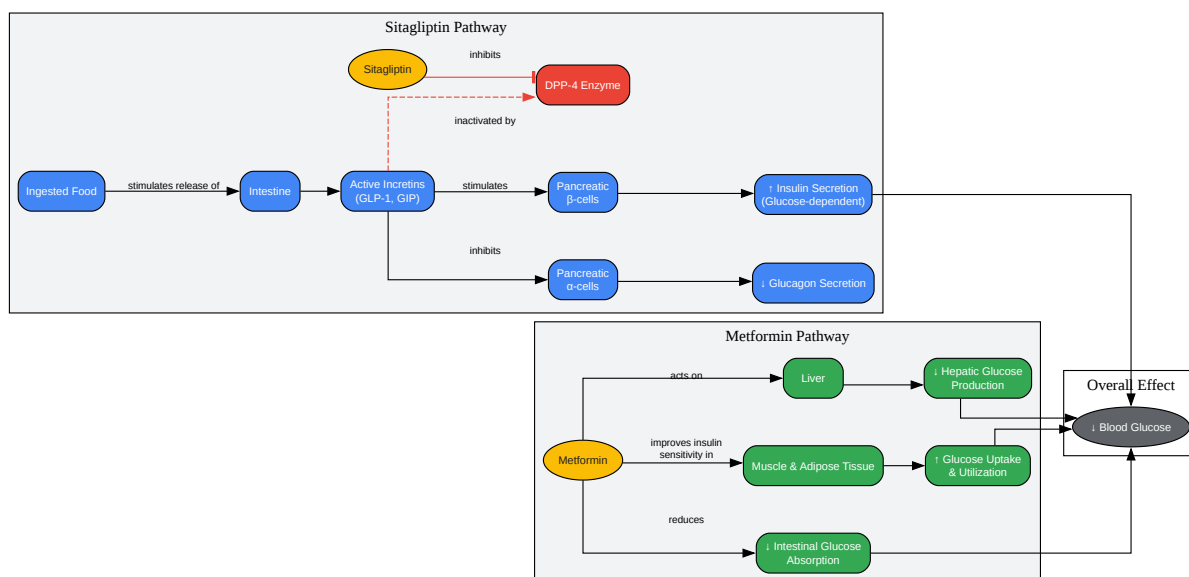 Sitagliptin Pathway
inhibits
Sitagliptin
DPP-4 Enzyme
inactivated by
Ingested Food
stimulates release of
Intestine
Active Incretins
(GLP-1, GIP)
stimulates
Pancreatic
β-cells
↑ Insulin Secretion
(Glucose-dependent)
inhibits
Pancreatic
α-cells
↓ Glucagon Secretion
Metformin Pathway
acts on
Liver
↓ Hepatic Glucose
Production
Overall Effect
↓ Blood Glucose
Metformin
improves insulin
sensitivity in
Muscle & Adipose Tissue
↑ Glucose Uptake
& Utilization
reduces
↓ Intestinal Glucose
Absorption